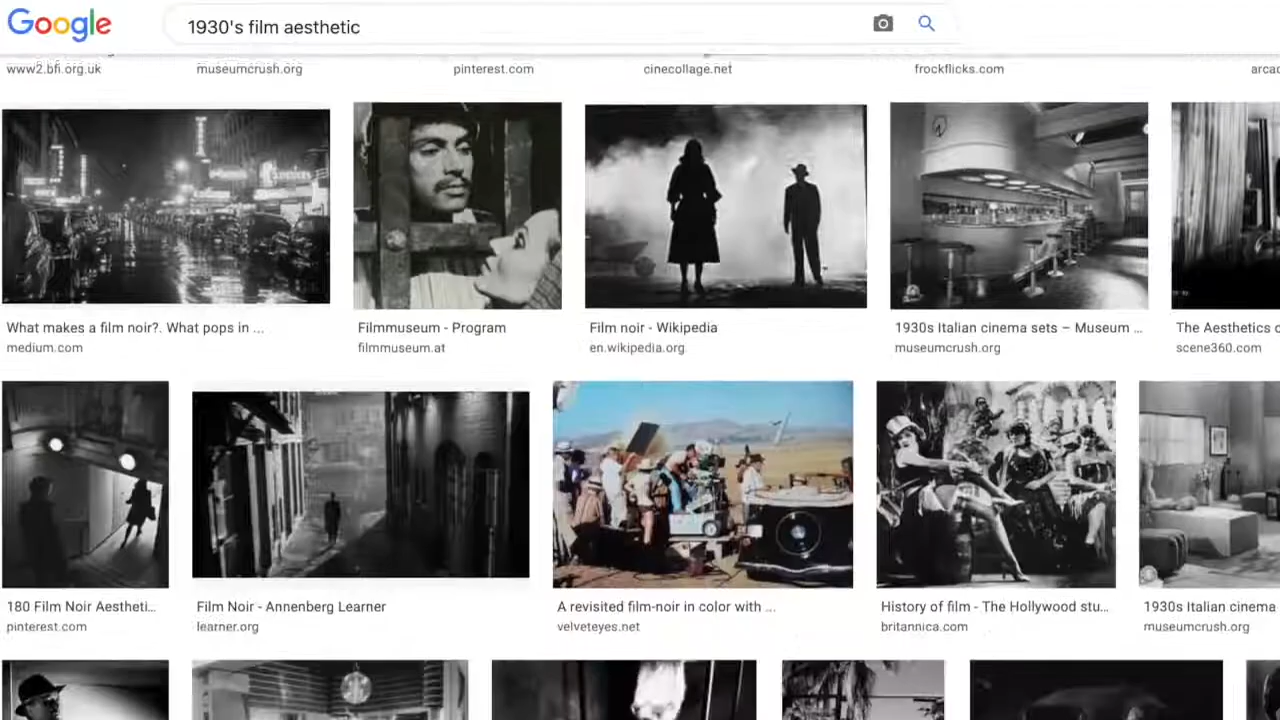 Google
1930's film aesthetic
www2.bfi.org.uk
museumcrush.org
pinterest.com
cinecollage.net
frockflicks.com
arcad
What makes a film noir?. What pops in ...
medium.com
Filmmuseum - Program
filmmuseum.at
Film noir - Wikipedia
en.wikipedia.org
1930s Italian cinema sets – Museum ...
museumcrush.org
The Aesthetics o
scene360.com
180 Film Noir Aestheti...
pinterest.com
Film Noir - Annenberg Learner
learner.org
A revisited film-noir in color with ...
velveteyes.net
History of film - The Hollywood stu...
britannica.com
1930s Italian cinema
museumcrush.org